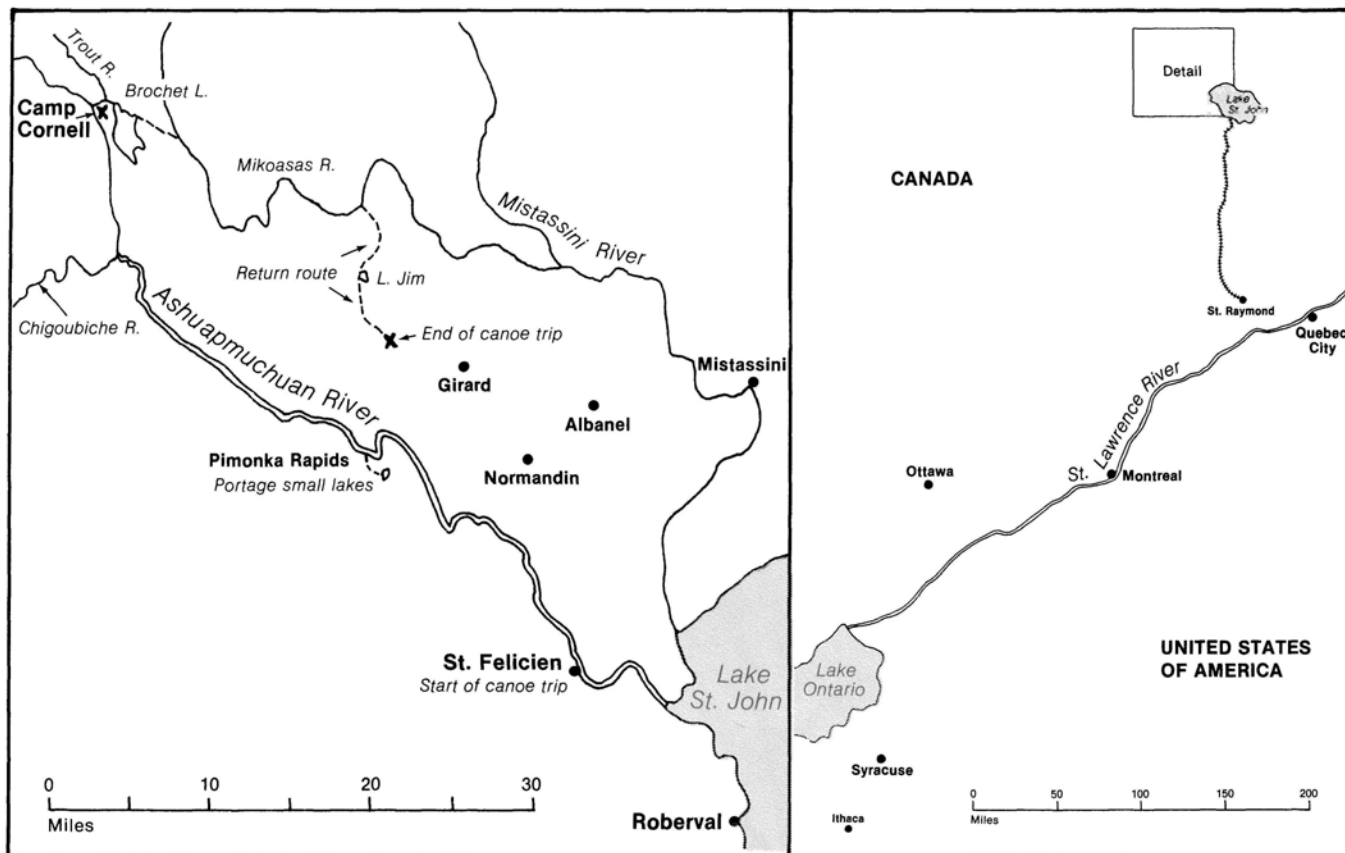 Trout R.
Brochet L.
Camp
Cornell
Mikoasas R.
Mistassini River
Return route
L. Jim
Chigoubiche R.
Ashuapmuchuan River
End of canoe trip
Girard
Mistassini
Albanel
Pimonka Rapids
Portage small lakes
Normandin
St. Felicien
Start of canoe trip
Lake
St. John
0 10 20 30
Miles
Roberval
Detail
Lake
St. John
CANADA
St. Raymond
Quebec
City
St. Lawrence River
Ottawa
Montreal
UNITED STATES
OF AMERICA
Lake
Ontario
Syracuse
Ithaca
0 50 100 150 200
Miles